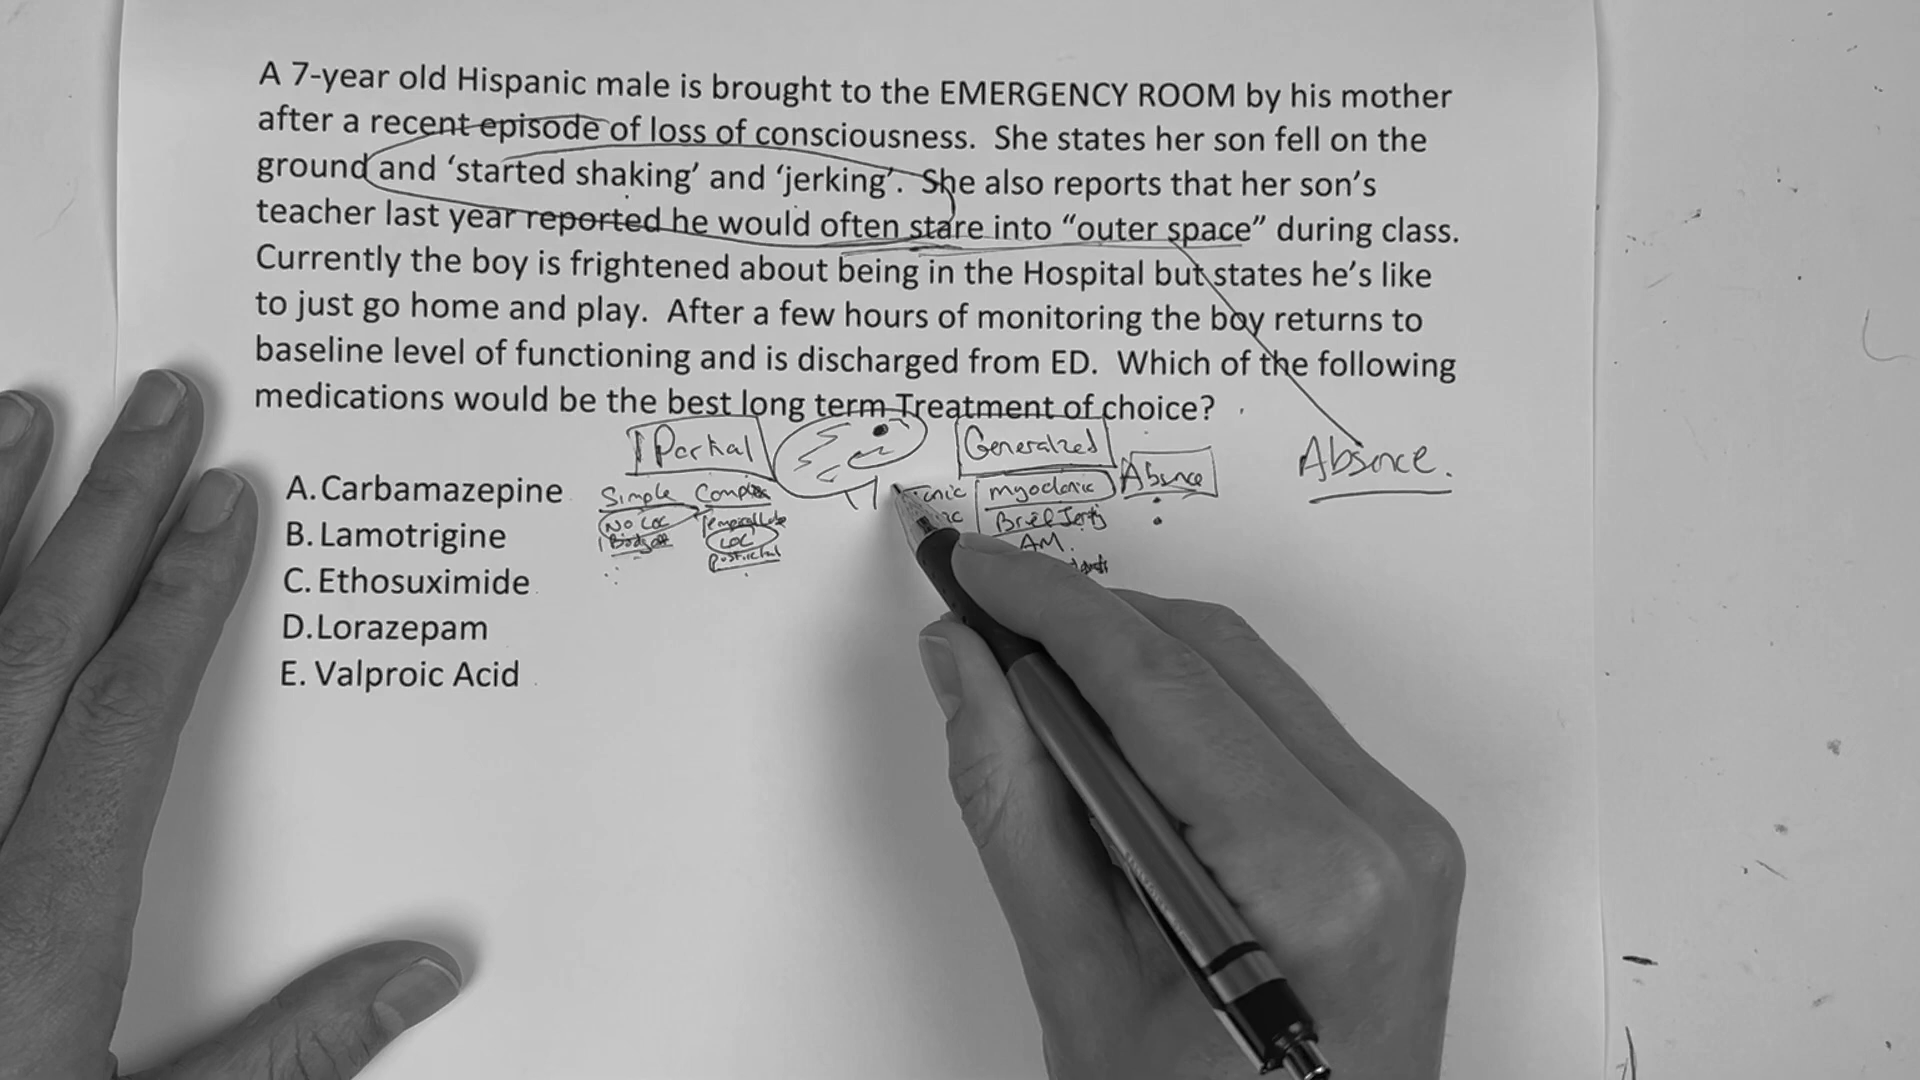 A 7-year old Hispanic male is brought to the EMERGENCY ROOM by his mother
after a recent episode of loss of consciousness. She states her son fell on the
ground and ‘started shaking’ and ‘jerking’. She also reports that her son’s
teacher last year reported he would often stare into “outer space” during class.
Currently the boy is frightened about being in the Hospital but states he’s like
to just go home and play. After a few hours of monitoring the boy returns to
baseline level of functioning and is discharged from ED. Which of the following
medications would be the best long term Treatment of choice?
Partial Generalized
Absence.
Simple Complex myoclonic Absence
No LOC Temporal lobe Brief Jerks
LOC AM.
Postictal
A. Carbamazepine
B. Lamotrigine
C. Ethosuximide
D. Lorazepam
E. Valproic Acid